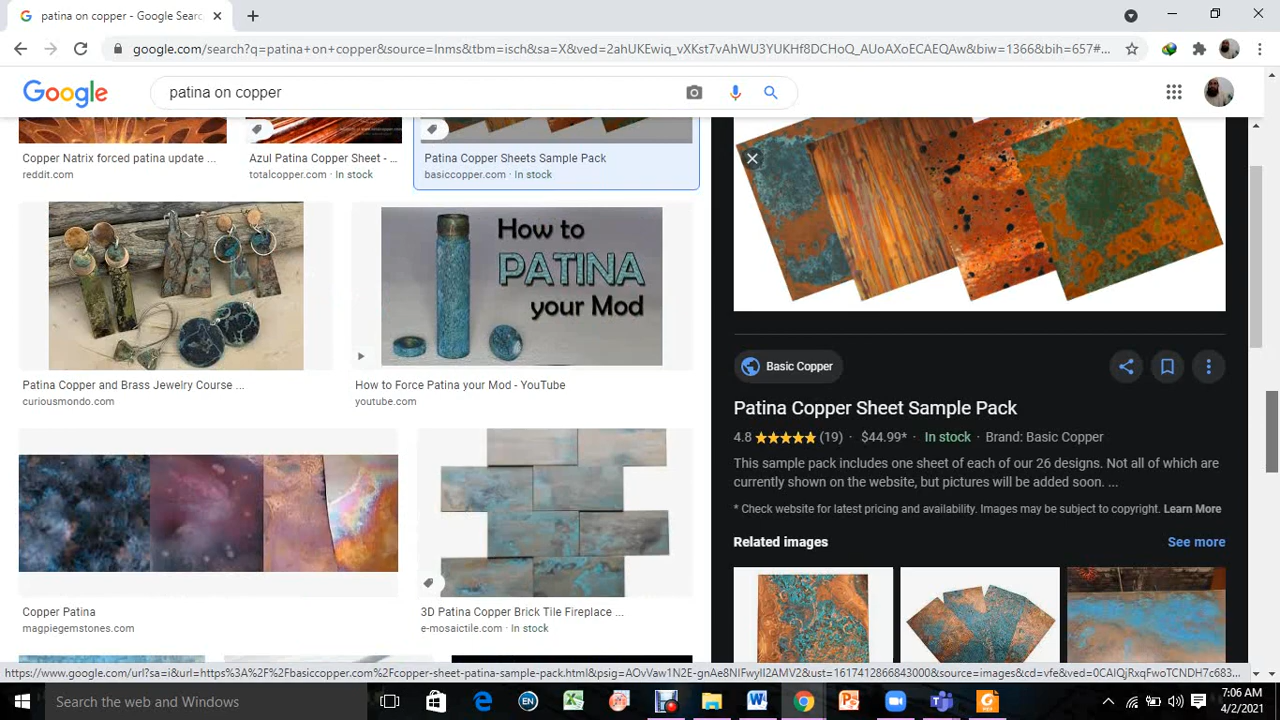 patina on copper - Google Searc
google.com/search?q=patina+on+copper&source=lnms&tbm=isch&sa=X&ved=2ahUKEwiq_vXKst7vAhWU3YUKHf8DCHoQ_AUoAXoECAEQAw&biw=1366&bih=657#...
Google
patina on copper
Copper Natrix forced patina update ...
reddit.com
Azul Patina Copper Sheet - ...
totalcopper.com · In stock
Patina Copper Sheets Sample Pack
basiccopper.com · In stock
How to
PATINA
your Mod
Patina Copper and Brass Jewelry Course ...
curiousmondo.com
How to Force Patina your Mod - YouTube
youtube.com
Copper Patina
magpiegemstones.com
3D Patina Copper Brick Tile Fireplace ...
e-mosaictile.com · In stock
Basic Copper
Patina Copper Sheet Sample Pack
4.8 (19) · $44.99* · In stock · Brand: Basic Copper
This sample pack includes one sheet of each of our 26 designs. Not all of which are
currently shown on the website, but pictures will be added soon. ...
* Check website for latest pricing and availability. Images may be subject to copyright. Learn More
Related images
See more
https://www.google.com/url?sa=i&url=https%3A%2F%2Fbasiccopper.com%2Fcopper-sheet-patina-sample-pack.html&psig=AOvVaw1N2E-gnAe8NIFwyII2AMV2&ust=1617412866843000&source=images&cd=vfe&ved=0CAIQjRxqFwoTCNDH7c683...
Search the web and Windows
EN
7:06 AM
4/2/2021